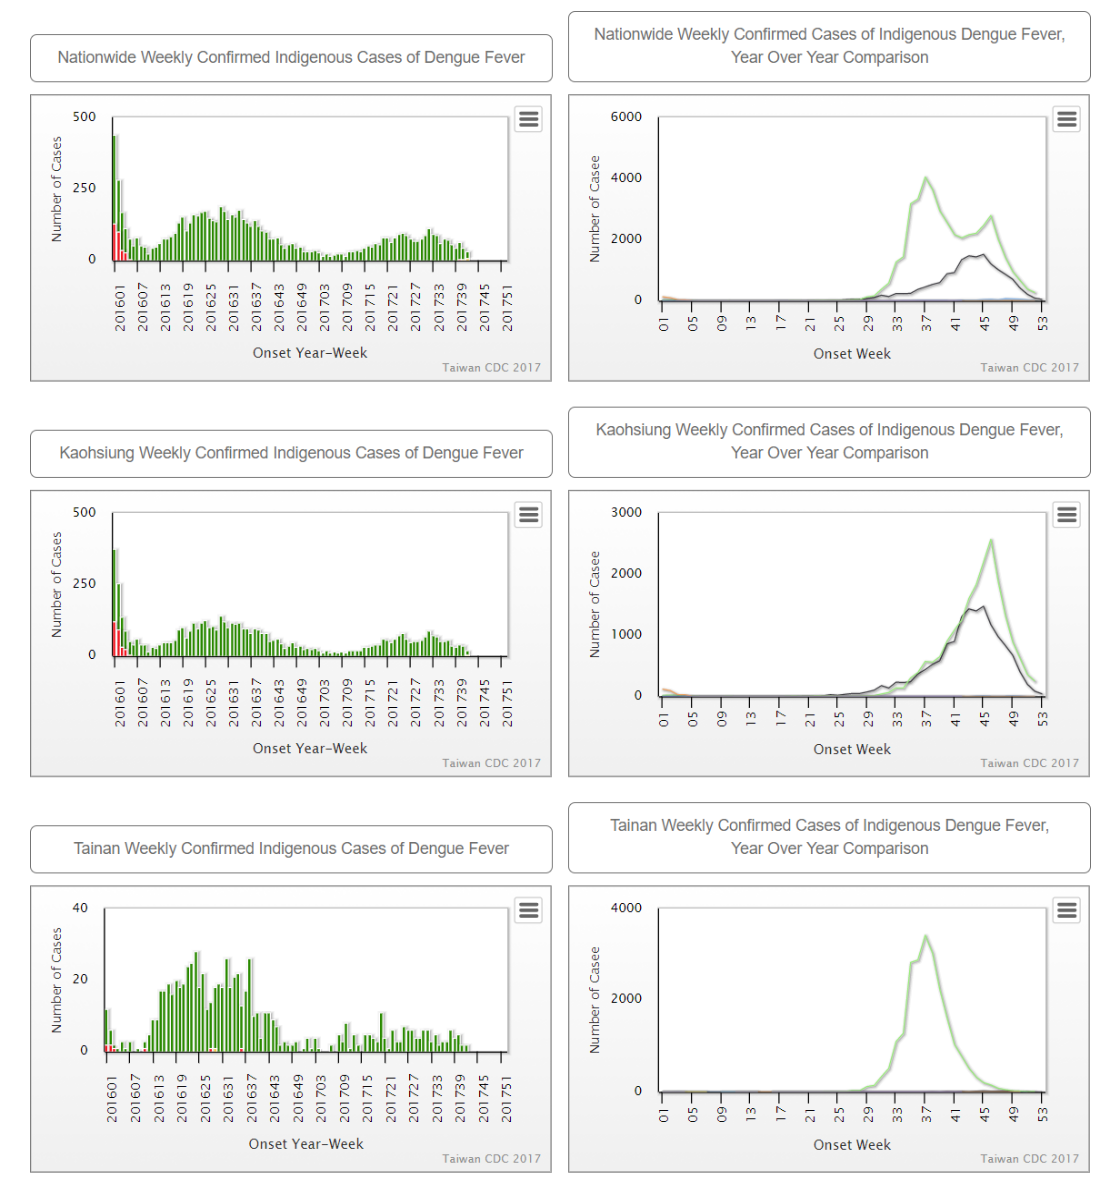 Nationwide Weekly Confirmed Indigenous Cases of Dengue Fever
500
250
0
Number of Cases
201601 201607 201613 201619 201625 201631 201637 201643 201649 201703 201709 201715 201721 201727 201733 201739 201745 201751
Onset Year-Week
Taiwan CDC 2017
Nationwide Weekly Confirmed Cases of Indigenous Dengue Fever,
Year Over Year Comparison
6000
4000
2000
0
Number of Casee
01 05 09 13 17 21 25 29 33 37 41 45 49 53
Onset Week
Taiwan CDC 2017
Kaohsiung Weekly Confirmed Indigenous Cases of Dengue Fever
500
250
0
Number of Cases
201601 201607 201613 201619 201625 201631 201637 201643 201649 201703 201709 201715 201721 201727 201733 201739 201745 201751
Onset Year-Week
Taiwan CDC 2017
Kaohsiung Weekly Confirmed Cases of Indigenous Dengue Fever,
Year Over Year Comparison
3000
2000
1000
0
Number of Casee
01 05 09 13 17 21 25 29 33 37 41 45 49 53
Onset Week
Taiwan CDC 2017
Tainan Weekly Confirmed Indigenous Cases of Dengue Fever
40
20
0
Number of Cases
201601 201607 201613 201619 201625 201631 201637 201643 201649 201703 201709 201715 201721 201727 201733 201739 201745 201751
Onset Year-Week
Taiwan CDC 2017
Tainan Weekly Confirmed Cases of Indigenous Dengue Fever,
Year Over Year Comparison
4000
2000
0
Number of Casee
01 05 09 13 17 21 25 29 33 37 41 45 49 53
Onset Week
Taiwan CDC 2017